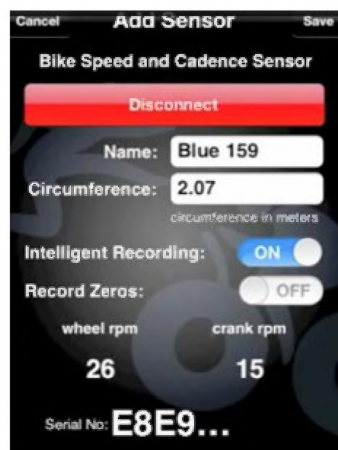 Cancel Add Sensor Save
Bike Speed and Cadence Sensor
Disconnect
Name: Blue 159
Circumference: 2.07
circumference in meters
Intelligent Recording: ON
Record Zeros: OFF
wheel rpm crank rpm
26 15
Serial No: E8E9...